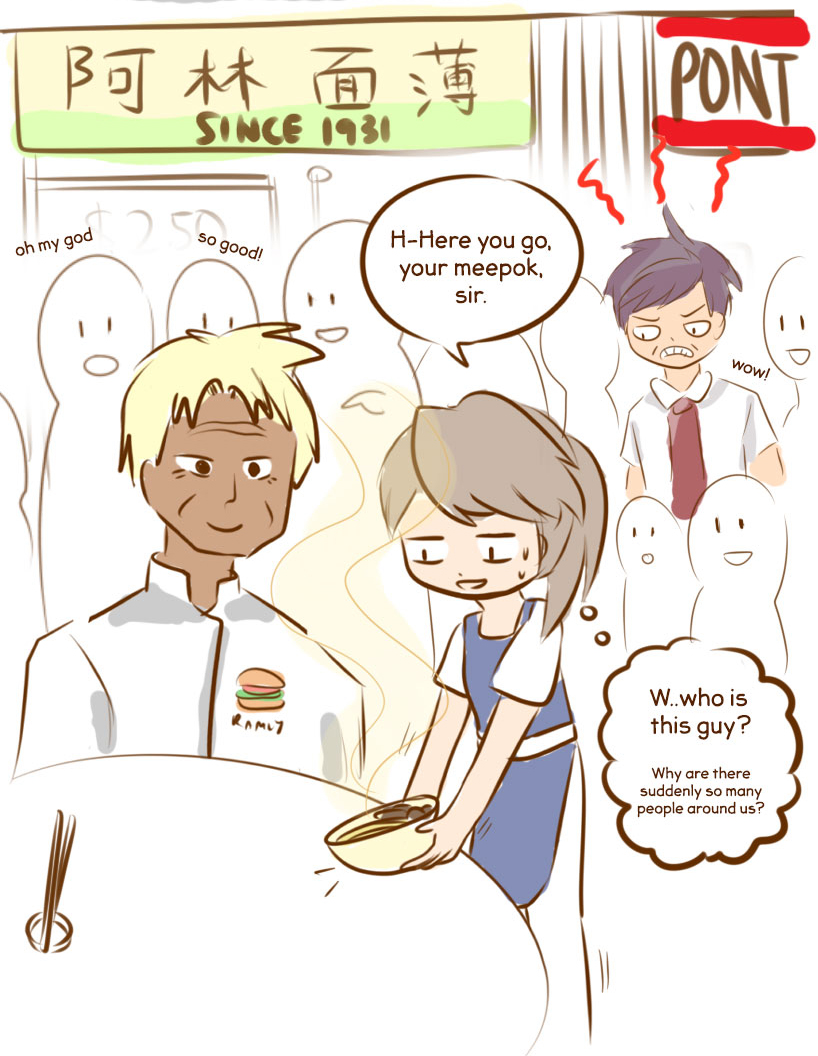 阿林面薄
SINCE 1931
PONT
$2.50
oh my god
so good!
H-Here you go,
your meepok,
sir.
wow!
RAMLY
W..who is
this guy?
Why are there
suddenly so many
people around us?